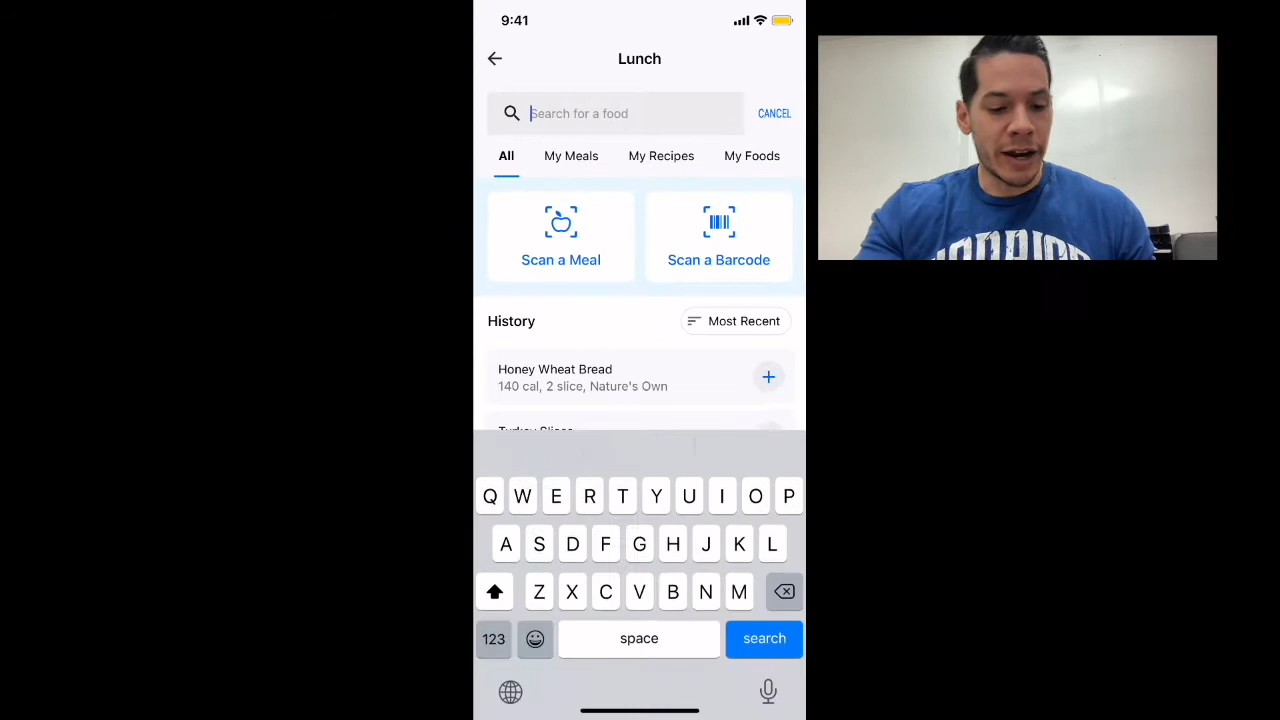 9:41
Lunch
Search for a food
CANCEL
All My Meals My Recipes My Foods
Scan a Meal Scan a Barcode
History Most Recent
Honey Wheat Bread
140 cal, 2 slice, Nature's Own
Q W E R T Y U I O P
A S D F G H J K L
Z X C V B N M
123 space search